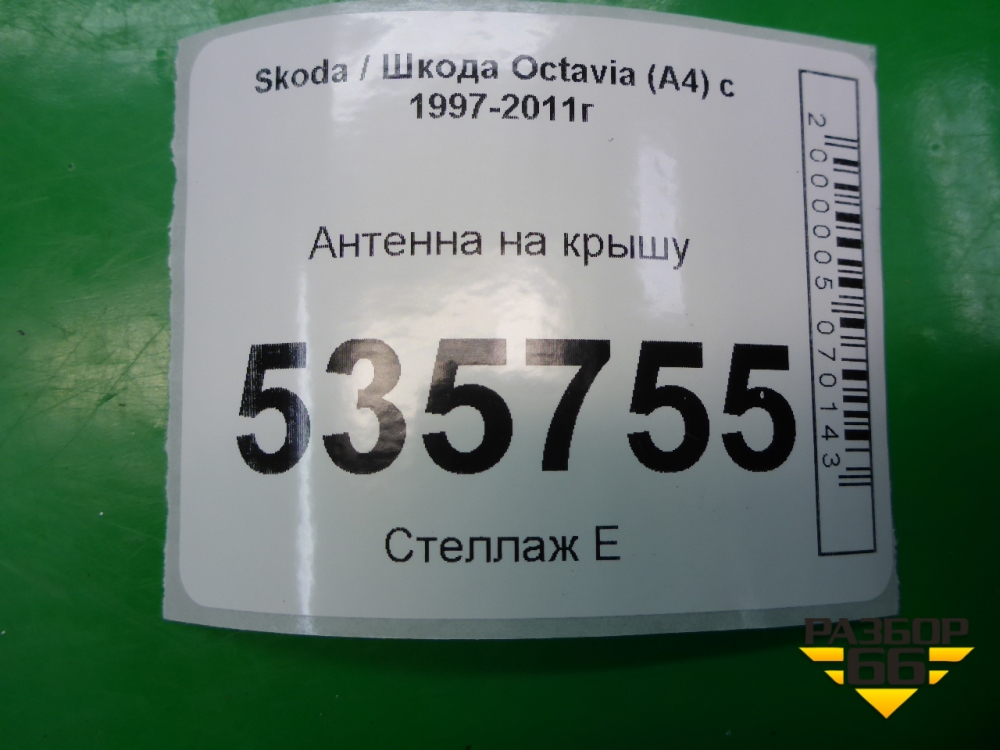 Skoda / Шкода Octavia (A4) с
1997-2011г
Антенна на крышу
535755
Стеллаж Е
2000005070143
РАЗБОР
66